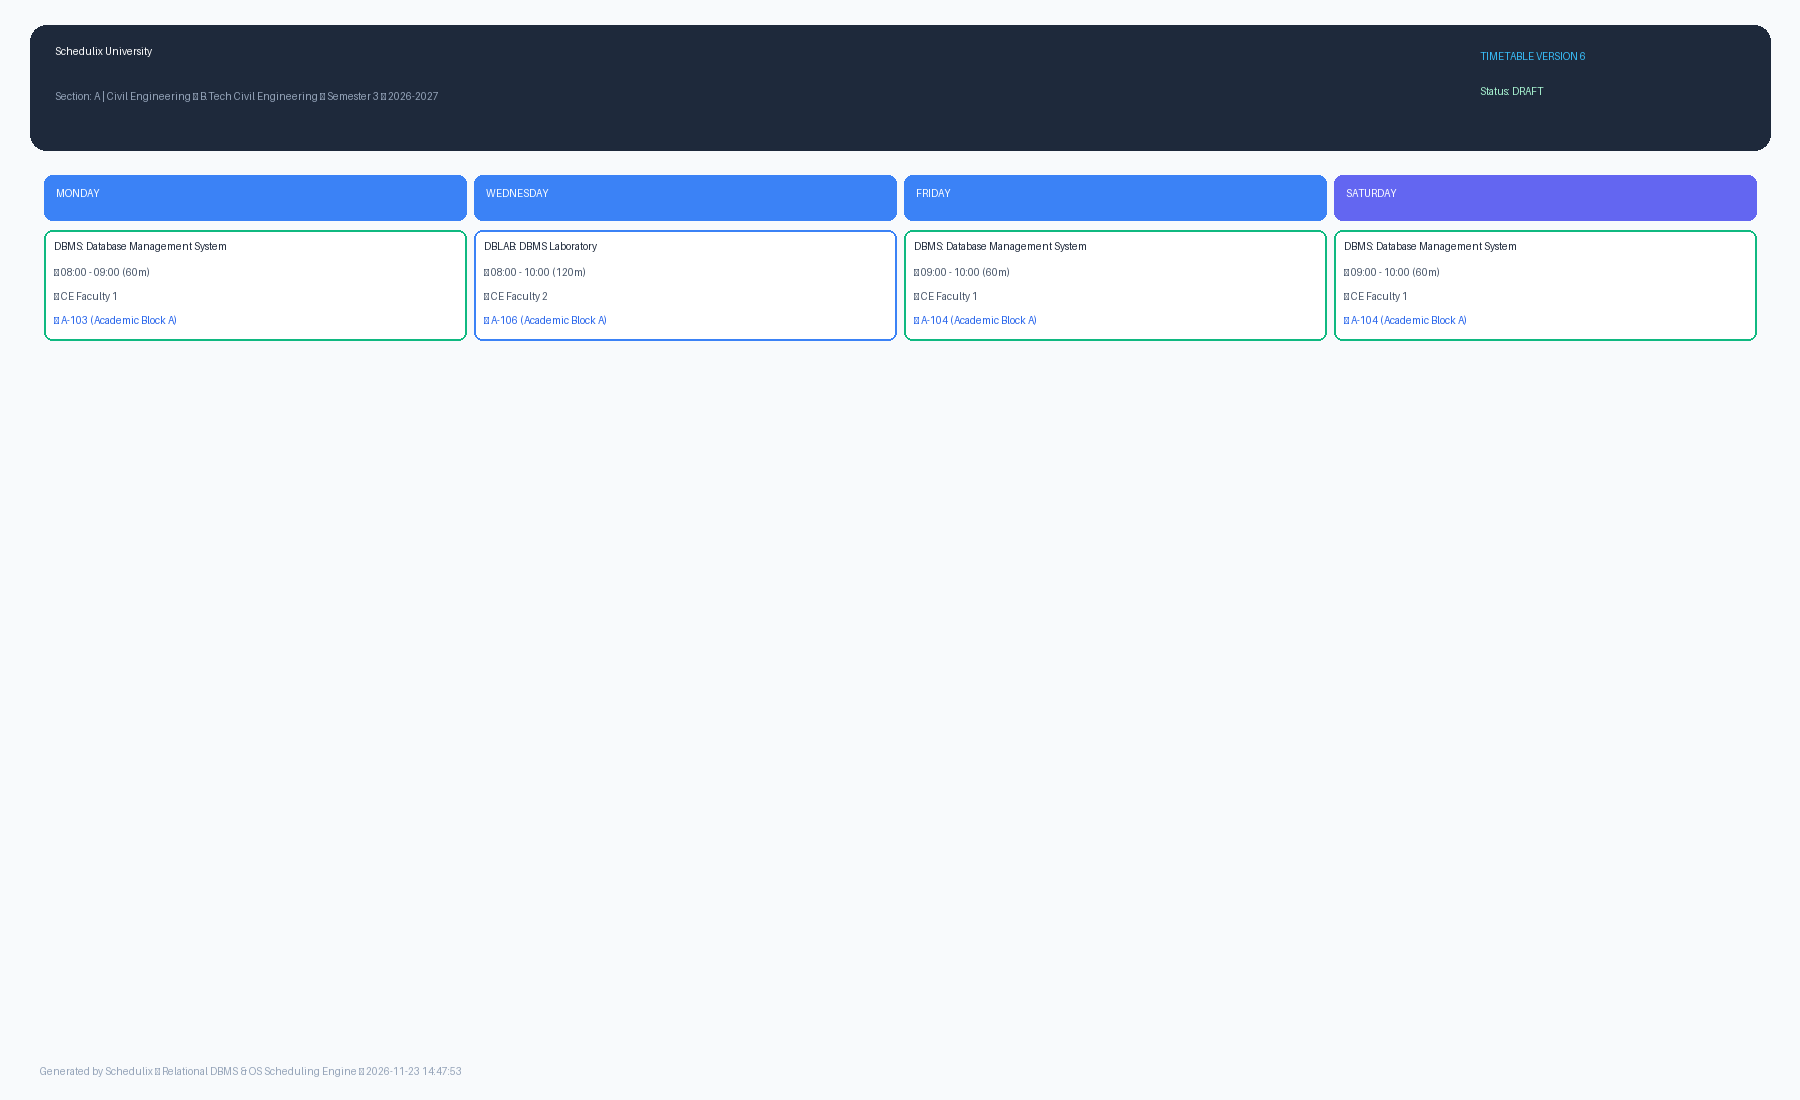 Schedulix University
TIMETABLE VERSION 6
Section: A | Civil Engineering ▯ B.Tech Civil Engineering ▯ Semester 3 ▯ 2026-2027
Status: DRAFT
MONDAY
DBMS: Database Management System
▯ 08:00 - 09:00 (60m)
▯ CE Faculty 1
▯ A-103 (Academic Block A)
WEDNESDAY
DBLAB: DBMS Laboratory
▯ 08:00 - 10:00 (120m)
▯ CE Faculty 2
▯ A-106 (Academic Block A)
FRIDAY
DBMS: Database Management System
▯ 09:00 - 10:00 (60m)
▯ CE Faculty 1
▯ A-104 (Academic Block A)
SATURDAY
DBMS: Database Management System
▯ 09:00 - 10:00 (60m)
▯ CE Faculty 1
▯ A-104 (Academic Block A)
Generated by Schedulix ▯ Relational DBMS & OS Scheduling Engine ▯ 2026-11-23 14:47:53